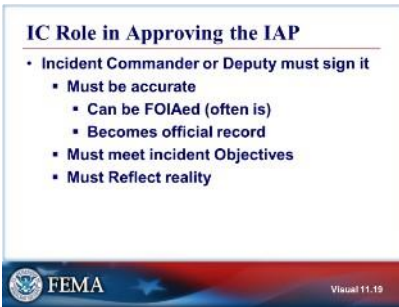 IC Role in Approving the IAP
• Incident Commander or Deputy must sign it
▪ Must be accurate
▪ Can be FOIAed (often is)
▪ Becomes official record
▪ Must meet incident Objectives
▪ Must Reflect reality
FEMA
Visual 11.19